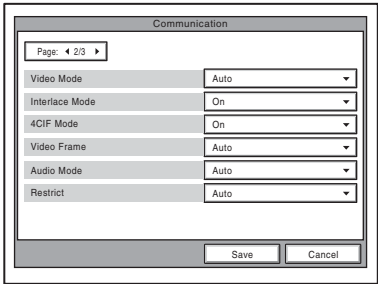 Communication
Page: 2/3
Video Mode Auto
Interlace Mode On
4CIF Mode On
Video Frame Auto
Audio Mode Auto
Restrict Auto
Save Cancel